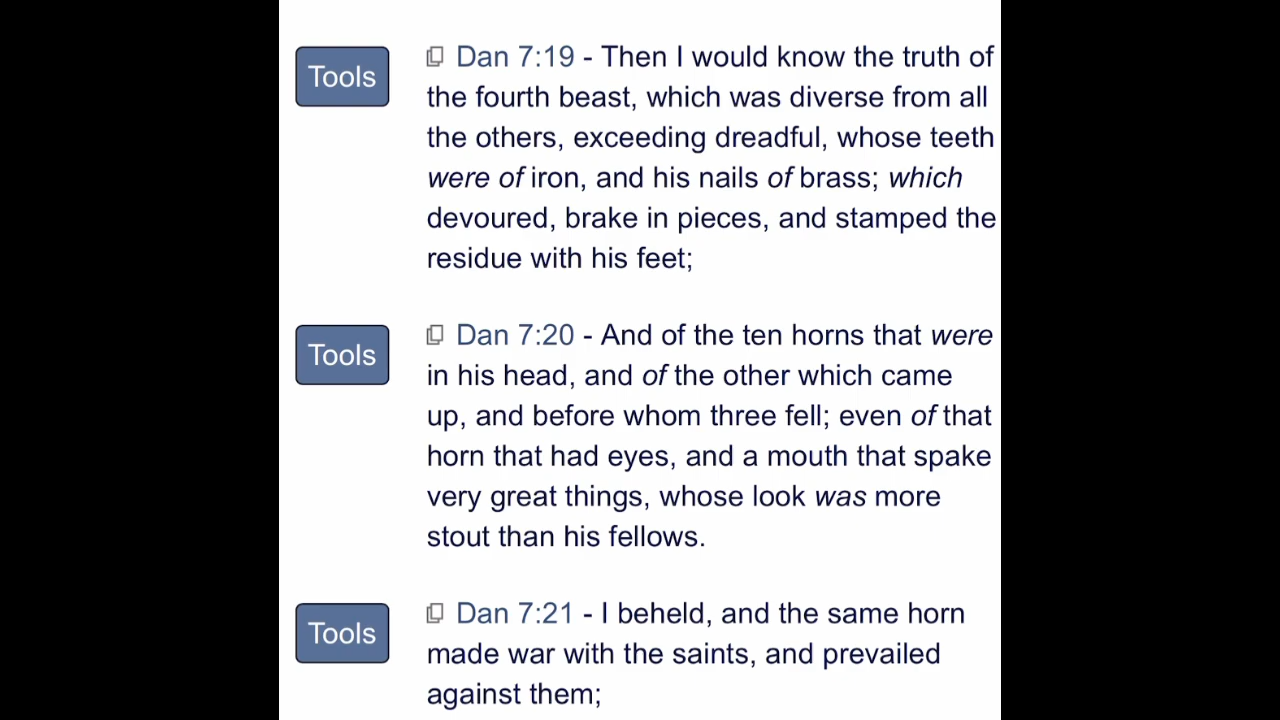 Tools
Dan 7:19 - Then I would know the truth of
the fourth beast, which was diverse from all
the others, exceeding dreadful, whose teeth
were of iron, and his nails of brass; which
devoured, brake in pieces, and stamped the
residue with his feet;
Tools
Dan 7:20 - And of the ten horns that were
in his head, and of the other which came
up, and before whom three fell; even of that
horn that had eyes, and a mouth that spake
very great things, whose look was more
stout than his fellows.
Tools
Dan 7:21 - I beheld, and the same horn
made war with the saints, and prevailed
against them;